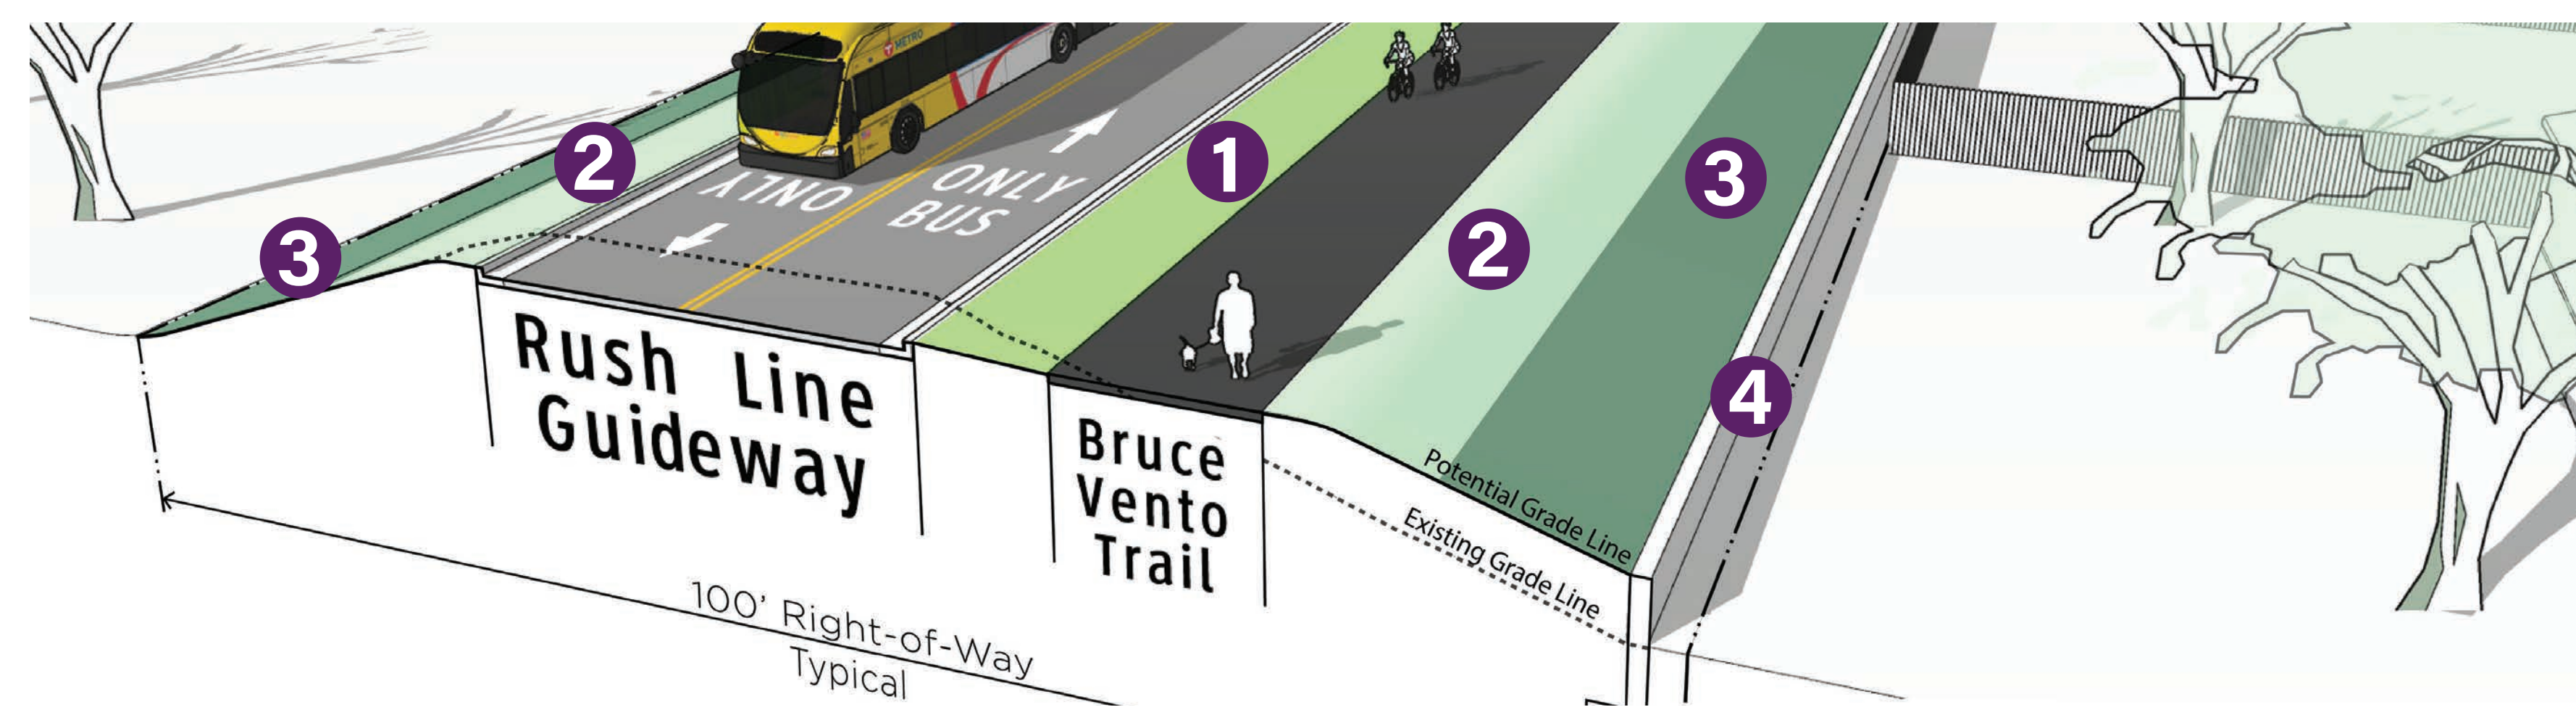 METRO
2
1
3
ONLY
BUS
ONLY
2
3
4
Rush Line
Guideway
Bruce
Vento
Trail
Potential Grade Line
Existing Grade Line
100’ Right-of-Way
Typical